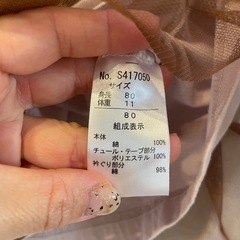 No. S417050
サイズ
身長 80
体重 11
80
組成表示
本体
綿 100%
チュール・テープ部分
ポリエステル 100%
衿ぐり部分
綿 98%